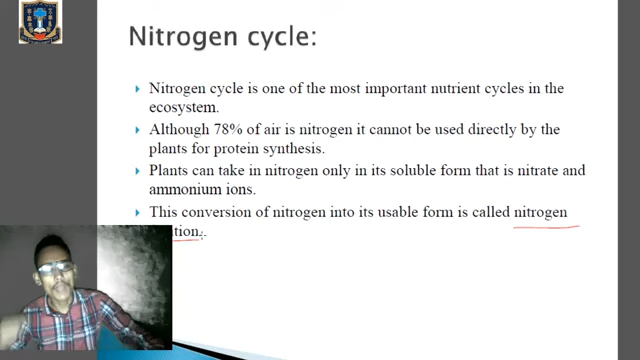 Nitrogen cycle:
Nitrogen cycle is one of the most important nutrient cycles in the
ecosystem.
Although 78% of air is nitrogen it cannot be used directly by the
plants for protein synthesis.
Plants can take in nitrogen only in its soluble form that is nitrate and
ammonium ions.
This conversion of nitrogen into its usable form is called nitrogen